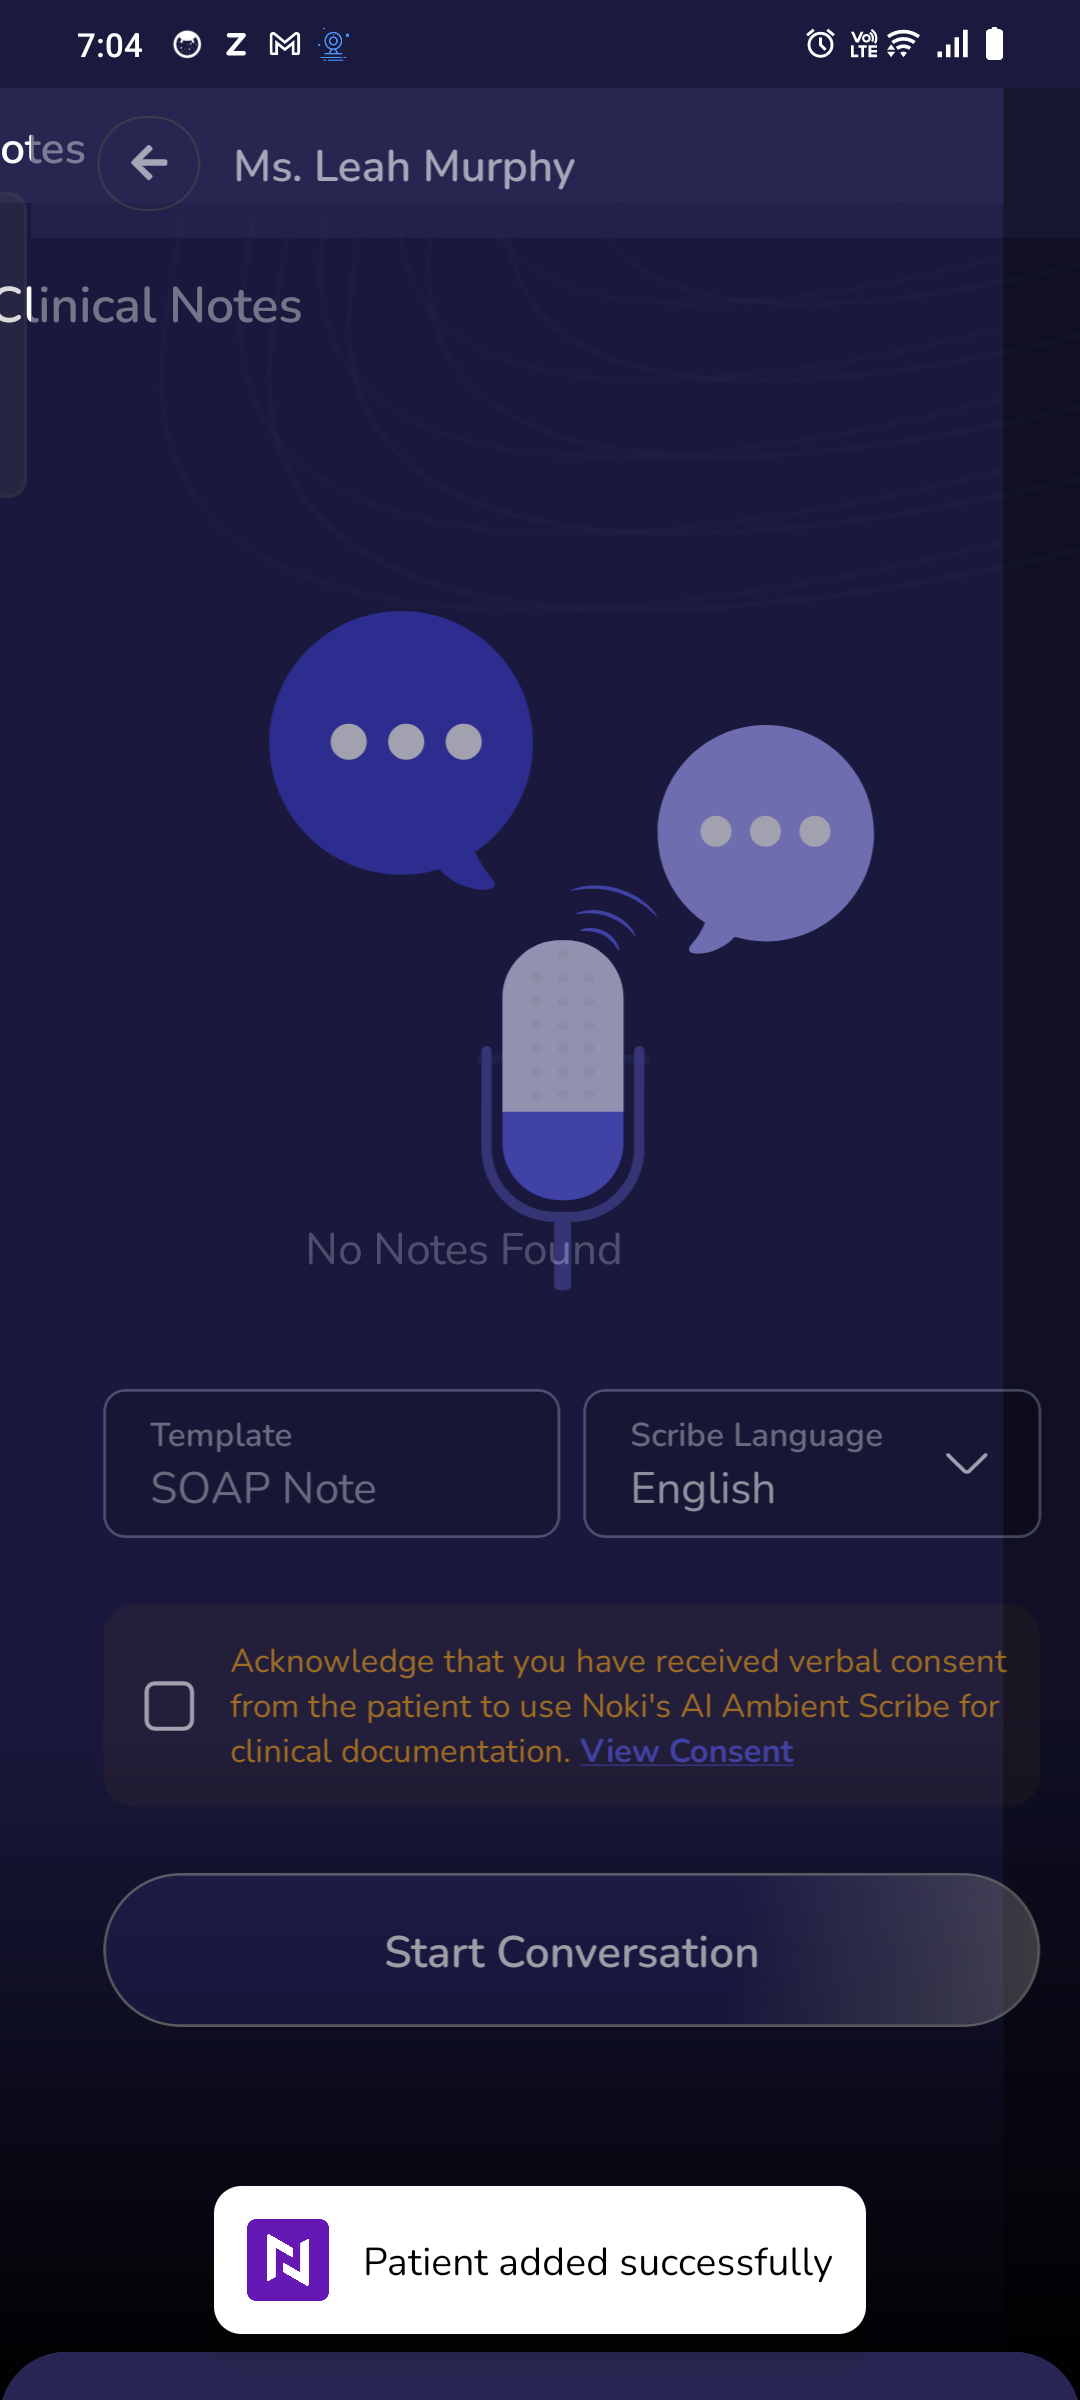 7:04
Vo)) LTE
otes
Ms. Leah Murphy
Clinical Notes
No Notes Found
Template
SOAP Note
Scribe Language
English
Acknowledge that you have received verbal consent
from the patient to use Noki's AI Ambient Scribe for
clinical documentation. View Consent
Start Conversation
Patient added successfully